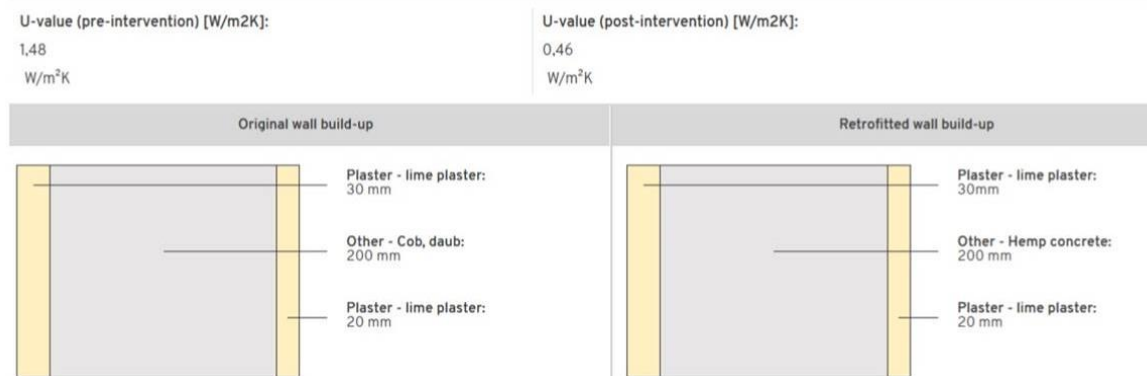 U-value (pre-intervention) [W/m2K]:
1,48
W/m²K
U-value (post-intervention) [W/m2K]:
0,46
W/m²K
Original wall build-up
Plaster - lime plaster:
30 mm
Other - Cob, daub:
200 mm
Plaster - lime plaster:
20 mm
Retrofitted wall build-up
Plaster - lime plaster:
30mm
Other - Hemp concrete:
200 mm
Plaster - lime plaster:
20 mm